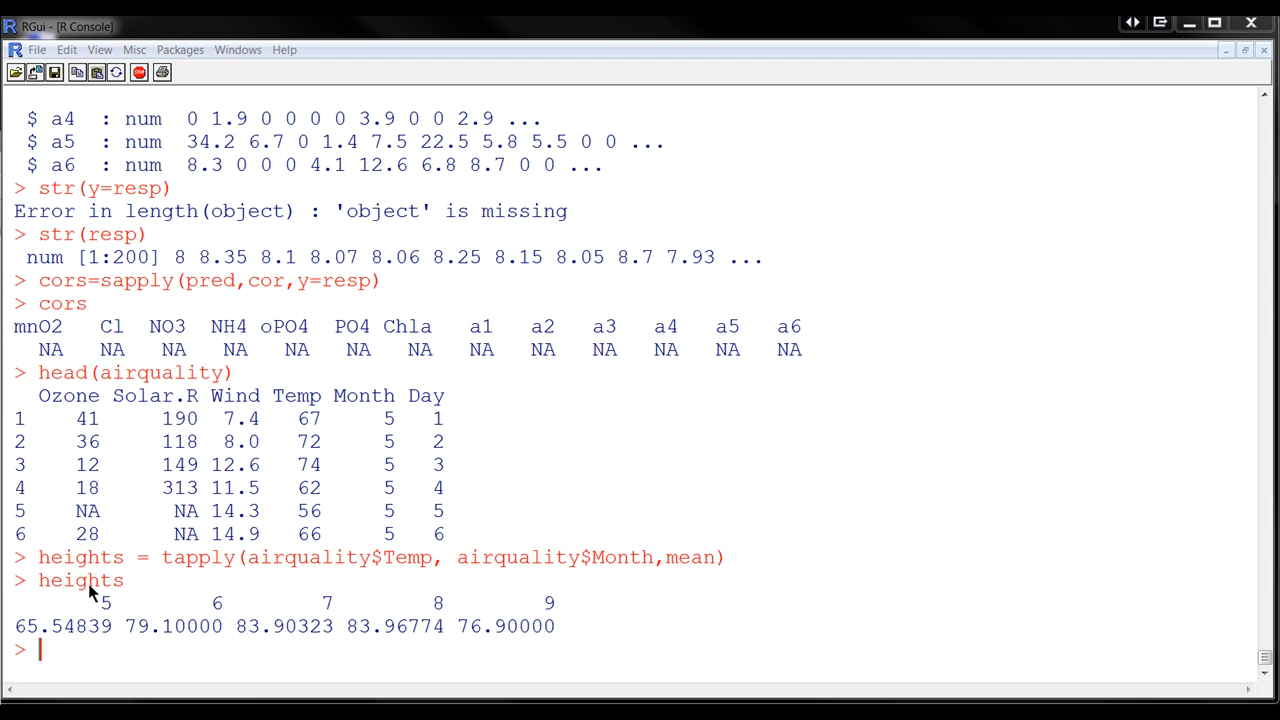 RGui - [R Console]
File Edit View Misc Packages Windows Help
$ a4 : num 0 1.9 0 0 0 0 3.9 0 0 2.9 ...
$ a5 : num 34.2 6.7 0 1.4 7.5 22.5 5.8 5.5 0 0 ...
$ a6 : num 8.3 0 0 0 4.1 12.6 6.8 8.7 0 0 ...
> str(y=resp)
Error in length(object) : 'object' is missing
> str(resp)
num [1:200] 8 8.35 8.1 8.07 8.06 8.25 8.15 8.05 8.7 7.93 ...
> cors=sapply(pred,cor,y=resp)
> cors
mnO2 Cl NO3 NH4 oPO4 PO4 Chla a1 a2 a3 a4 a5 a6
NA NA NA NA NA NA NA NA NA NA NA NA NA
> head(airquality)
Ozone Solar.R Wind Temp Month Day
1 41 190 7.4 67 5 1
2 36 118 8.0 72 5 2
3 12 149 12.6 74 5 3
4 18 313 11.5 62 5 4
5 NA NA 14.3 56 5 5
6 28 NA 14.9 66 5 6
> heights = tapply(airquality$Temp, airquality$Month,mean)
> heights
5 6 7 8 9
65.54839 79.10000 83.90323 83.96774 76.90000
>